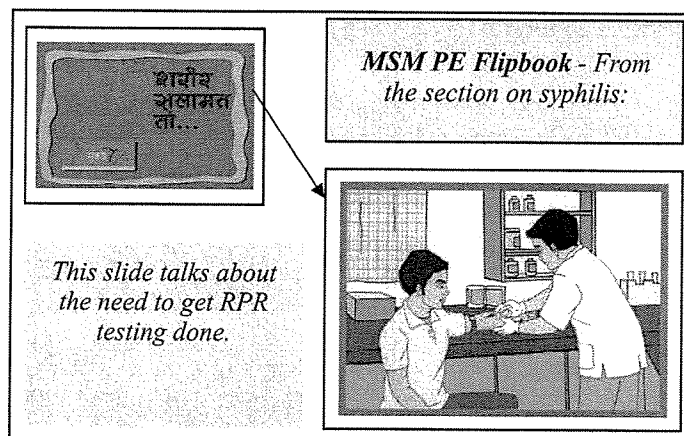 शरीर
सलामत
तो...
MSM PE Flipbook - From
the section on syphilis:
This slide talks about
the need to get RPR
testing done.